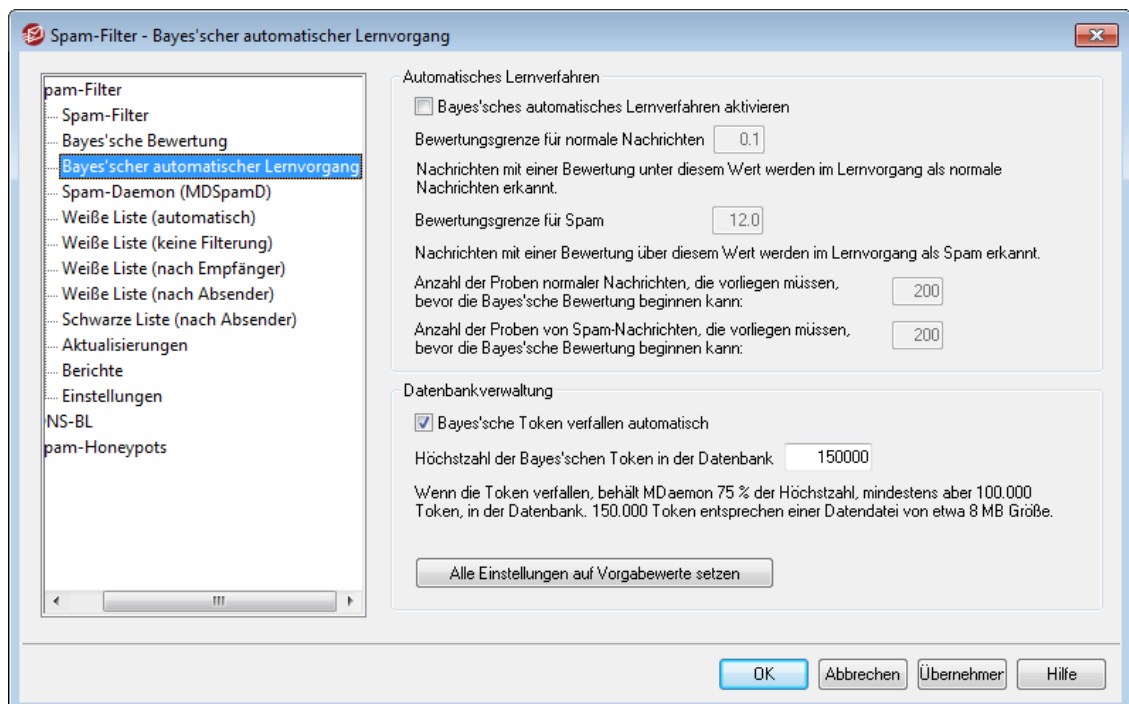 Spam-Filter - Bayes'scher automatischer Lernvorgang
pam-Filter
Spam-Filter
Bayes'sche Bewertung
Bayes'scher automatischer Lernvorgang
Spam-Daemon (MDSpamD)
Weiße Liste (automatisch)
Weiße Liste (keine Filterung)
Weiße Liste (nach Empfänger)
Weiße Liste (nach Absender)
Schwarze Liste (nach Absender)
Aktualisierungen
Berichte
Einstellungen
NS-BL
pam-Honeypots
Automatisches Lernverfahren
Bayes'sches automatisches Lernverfahren aktivieren
Bewertungsgrenze für normale Nachrichten 0.1
Nachrichten mit einer Bewertung unter diesem Wert werden im Lernvorgang als normale
Nachrichten erkannt.
Bewertungsgrenze für Spam 12.0
Nachrichten mit einer Bewertung über diesem Wert werden im Lernvorgang als Spam erkannt.
Anzahl der Proben normaler Nachrichten, die vorliegen müssen,
bevor die Bayes'sche Bewertung beginnen kann: 200
Anzahl der Proben von Spam-Nachrichten, die vorliegen müssen,
bevor die Bayes'sche Bewertung beginnen kann: 200
Datenbankverwaltung
Bayes'sche Token verfallen automatisch
Höchstzahl der Bayes'schen Token in der Datenbank 150000
Wenn die Token verfallen, behält MDaemon 75 % der Höchstzahl, mindestens aber 100.000
Token, in der Datenbank. 150.000 Token entsprechen einer Datendatei von etwa 8 MB Größe.
Alle Einstellungen auf Vorgabewerte setzen
OK Abbrechen Übernehmer Hilfe